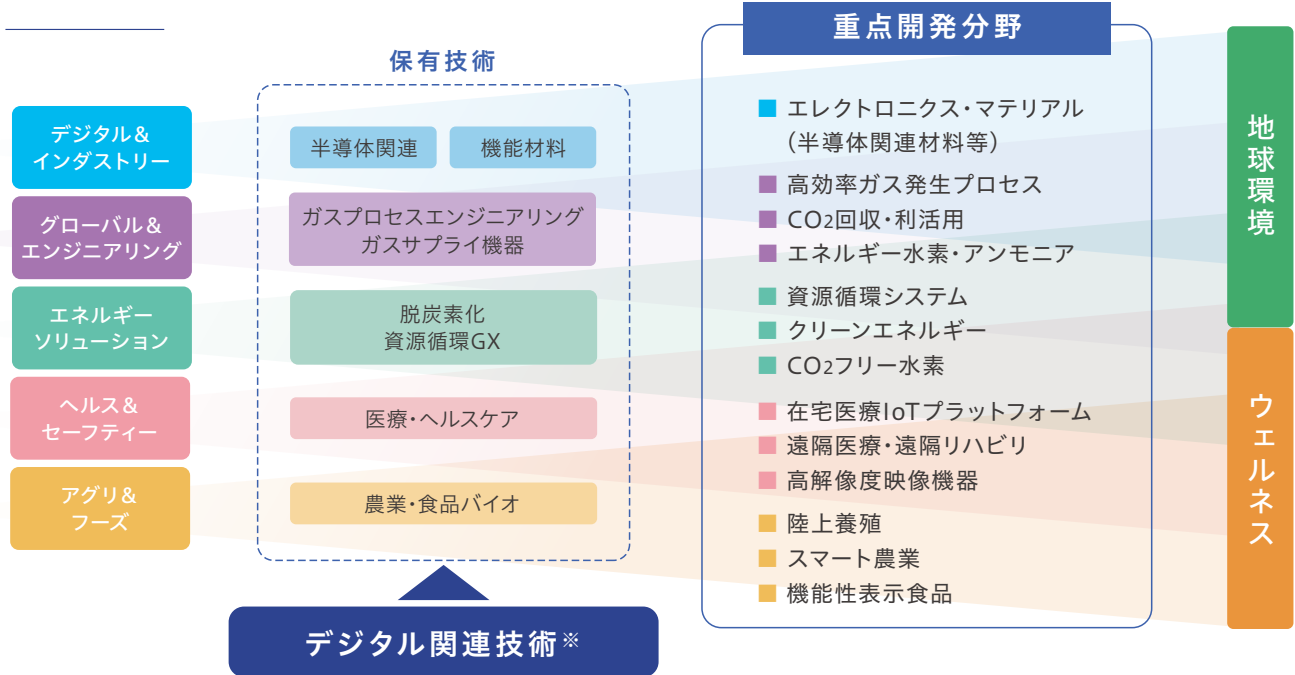 保有技術
重点開発分野
デジタル&
インダストリー
半導体関連
機能材料
エレクトロニクス・マテリアル
(半導体関連材料等)
グローバル&
エンジニアリング
ガスプロセスエンジニアリング
ガスサプライ機器
高効率ガス発生プロセス
CO2回収・利活用
エネルギー水素・アンモニア
エネルギー
ソリューション
脱炭素化
資源循環GX
資源循環システム
クリーンエネルギー
CO2フリー水素
ヘルス&
セーフティー
医療・ヘルスケア
在宅医療IoTプラットフォーム
遠隔医療・遠隔リハビリ
高解像度映像機器
アグリ&
フーズ
農業・食品バイオ
陸上養殖
スマート農業
機能性表示食品
地球環境
ウェルネス
デジタル関連技術※